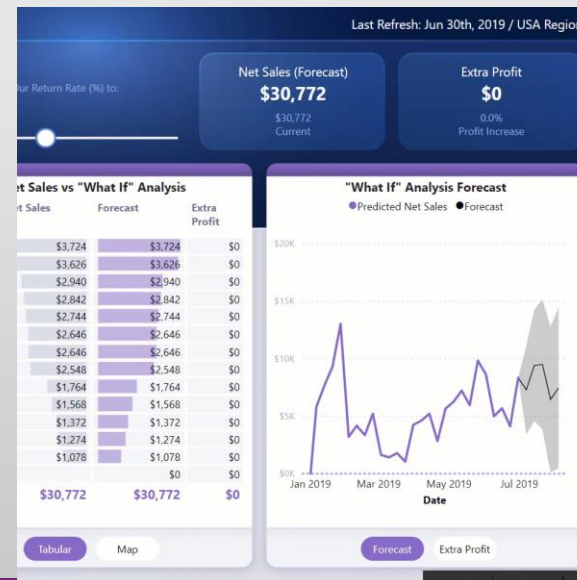 Last Refresh: Jun 30th, 2019 / USA Region
Our Return Rate (%) to:
Net Sales (Forecast)
$30,772
$30,772
Current
Extra Profit
$0
0.0%
Profit Increase
et Sales vs "What If" Analysis
et Sales Forecast Extra Profit
$3,724 $3,724 $0
$3,626 $3,626 $0
$2,940 $2,940 $0
$2,842 $2,842 $0
$2,744 $2,744 $0
$2,646 $2,646 $0
$2,646 $2,646 $0
$2,548 $2,548 $0
$1,764 $1,764 $0
$1,568 $1,568 $0
$1,372 $1,372 $0
$1,274 $1,274 $0
$1,078 $1,078 $0
$0 $0
$30,772 $30,772 $0
Tabular Map
"What If" Analysis Forecast
Predicted Net Sales Forecast
$20K
$15K
$10K
$5K
$0K
Jan 2019 Mar 2019 May 2019 Jul 2019
Date
Forecast Extra Profit